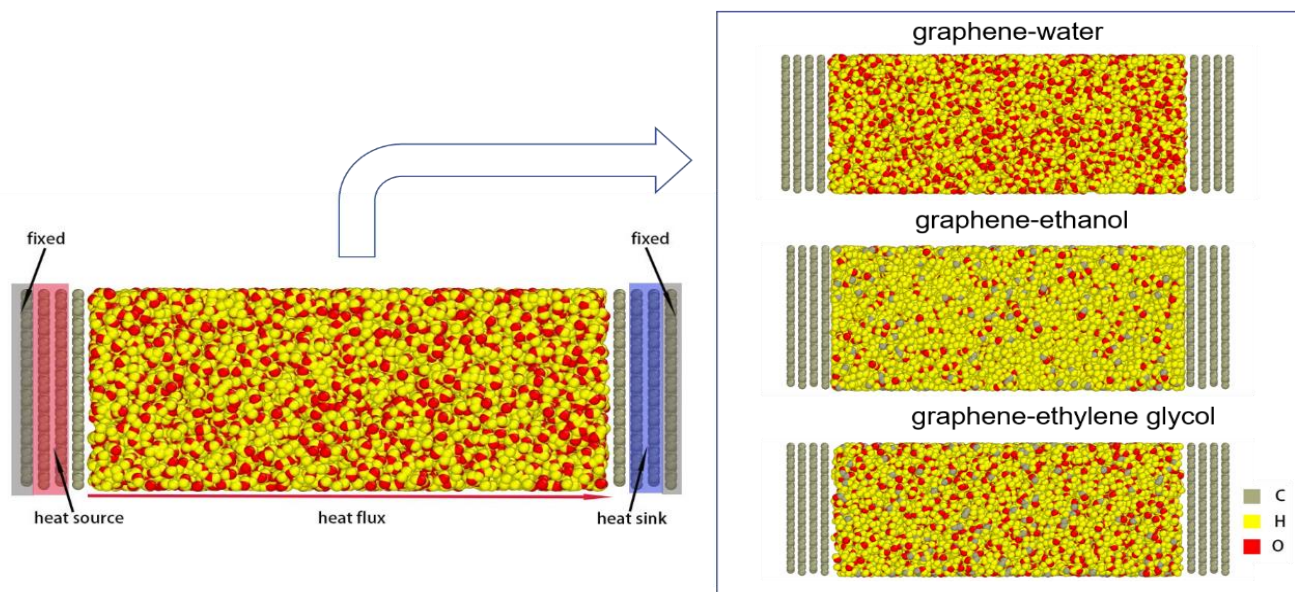 fixed
fixed
heat source
heat flux
heat sink
graphene-water
graphene-ethanol
graphene-ethylene glycol
C
H
O